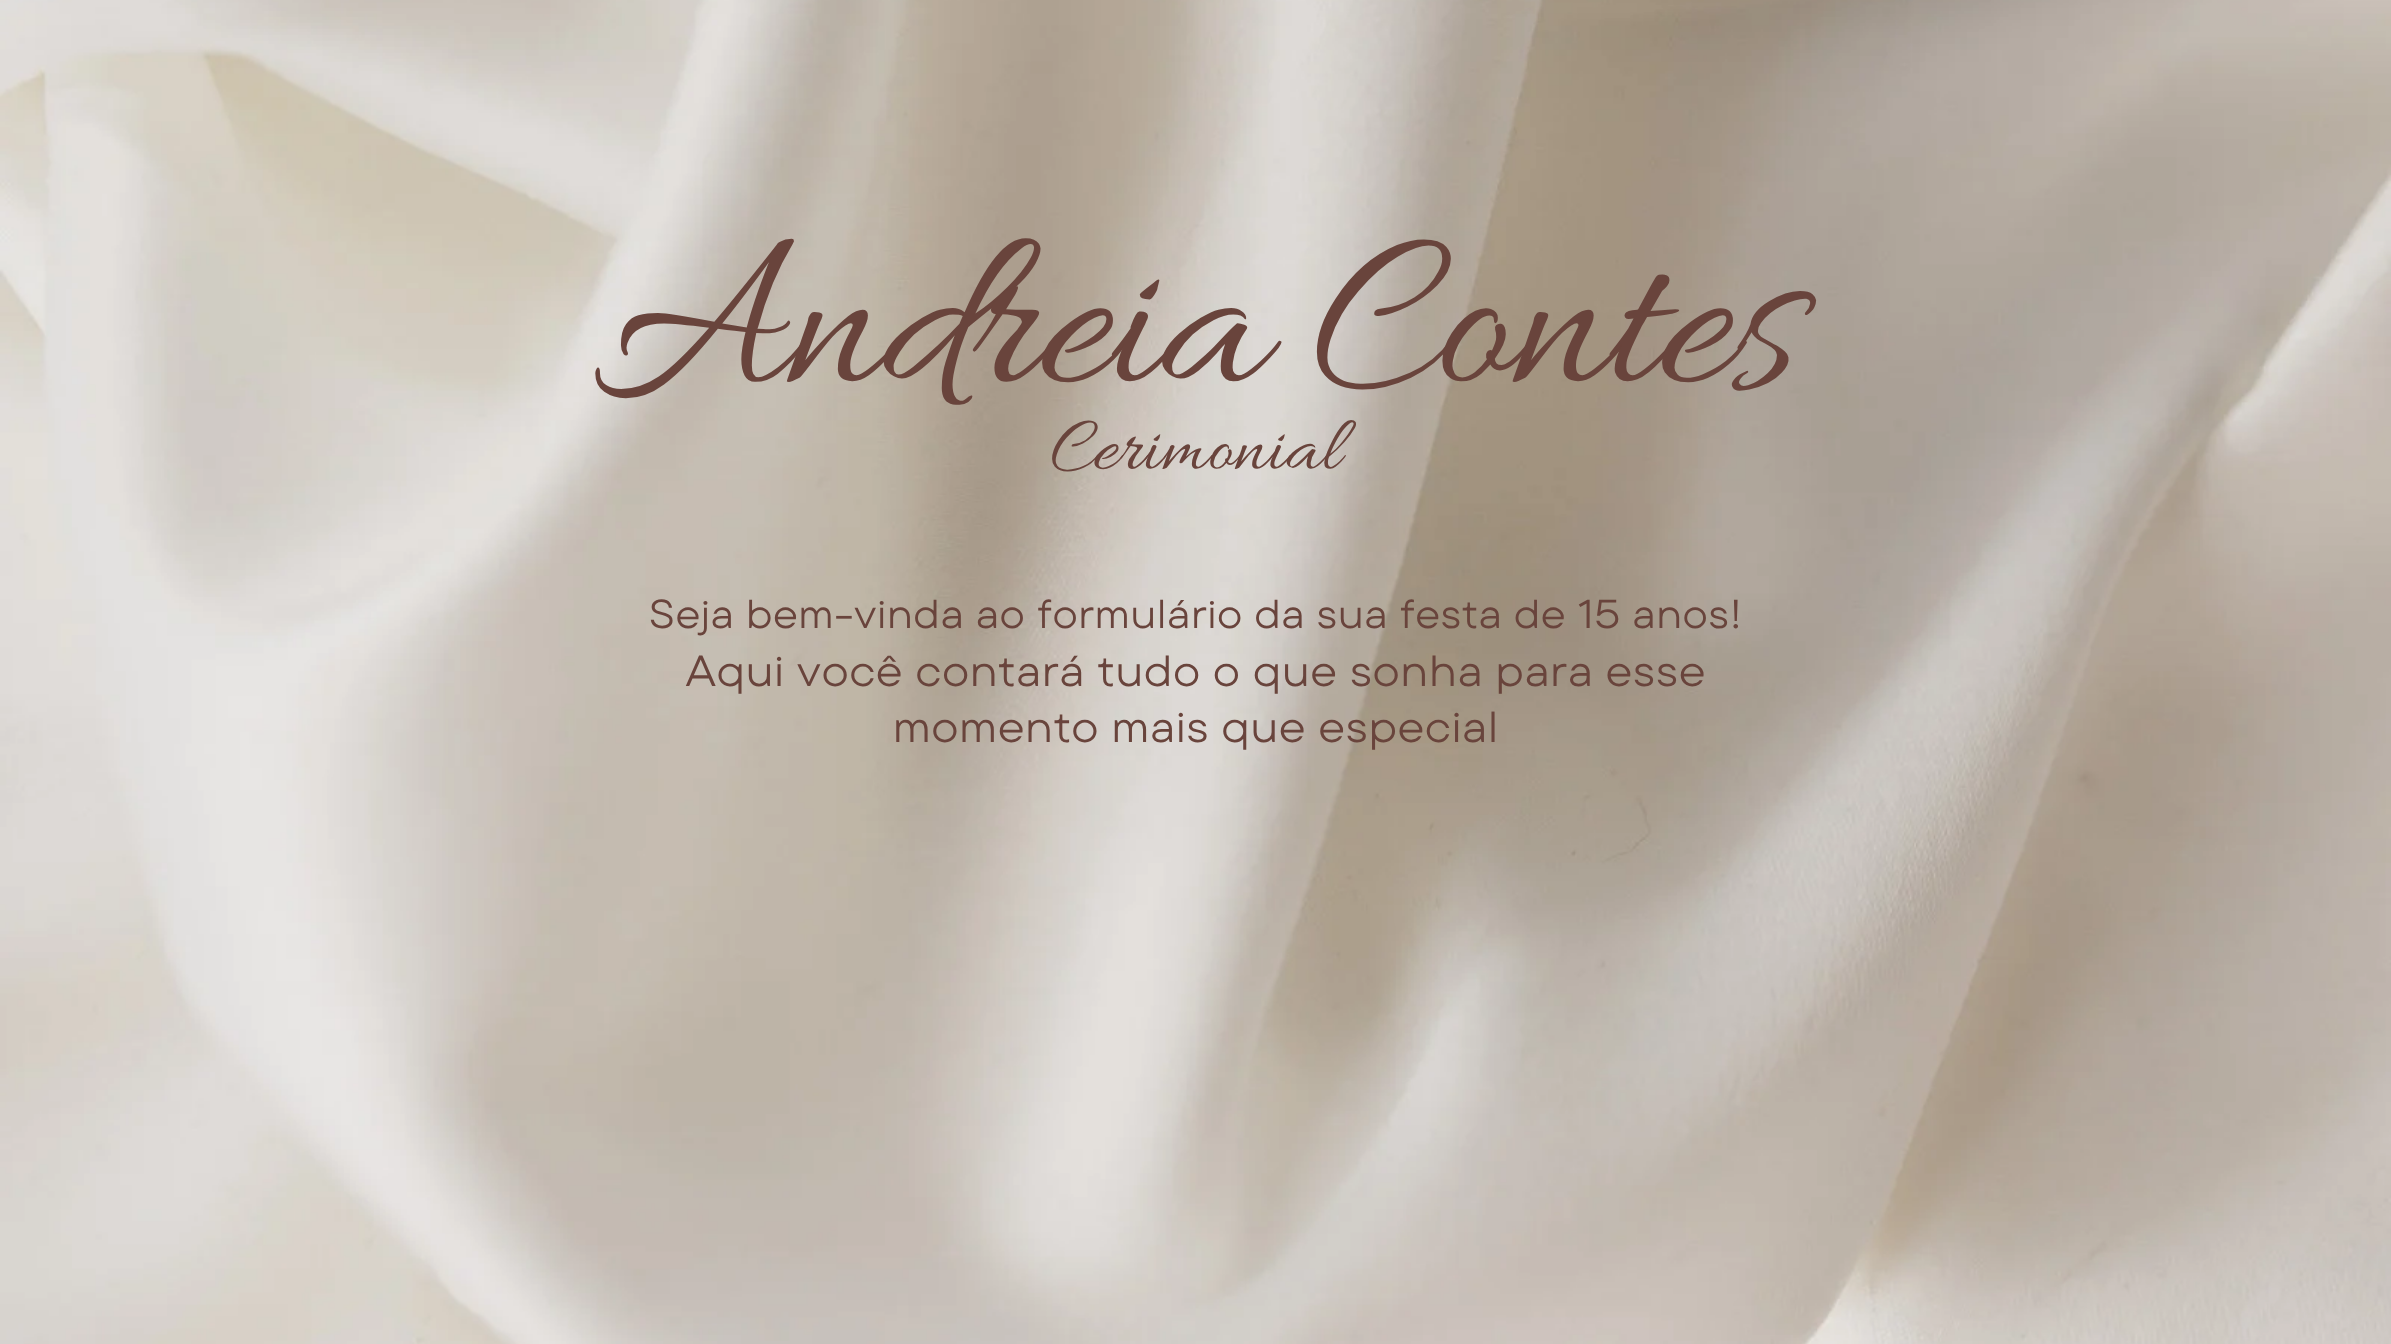 Andreia Contes
Cerimonial
Seja bem-vinda ao formulário da sua festa de 15 anos!
Aqui você contará tudo o que sonha para esse
momento mais que especial